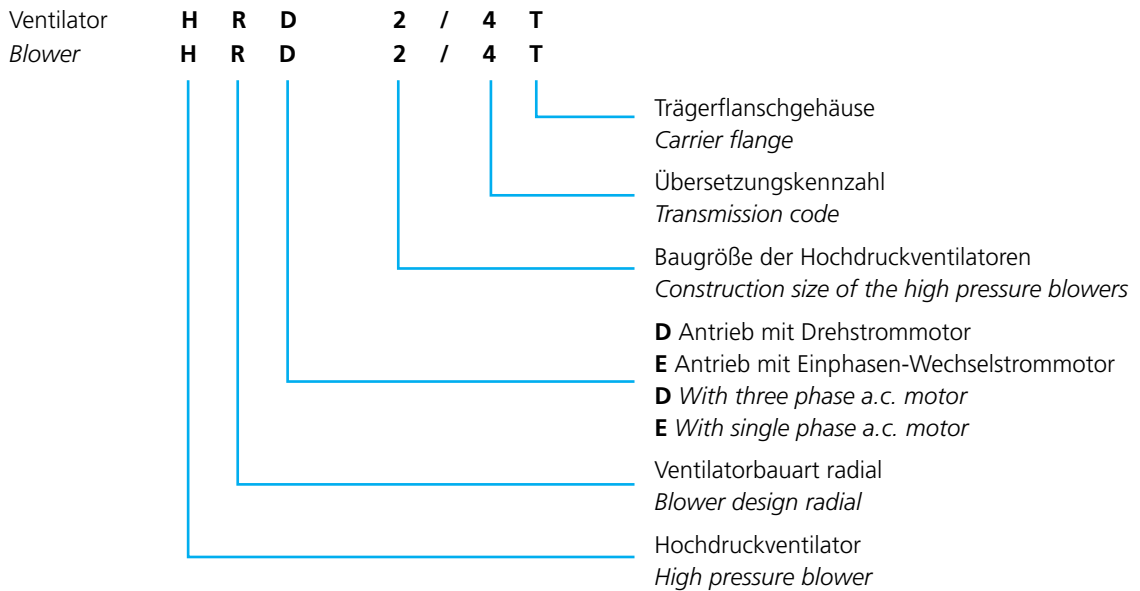 Ventilator H R D 2 / 4 T
Blower H R D 2 / 4 T
Trägerflanschgehäuse
Carrier flange
Übersetzungskennzahl
Transmission code
Baugröße der Hochdruckventilatoren
Construction size of the high pressure blowers
D Antrieb mit Drehstrommotor
E Antrieb mit Einphasen-Wechselstrommotor
D With three phase a.c. motor
E With single phase a.c. motor
Ventilatorbauart radial
Blower design radial
Hochdruckventilator
High pressure blower